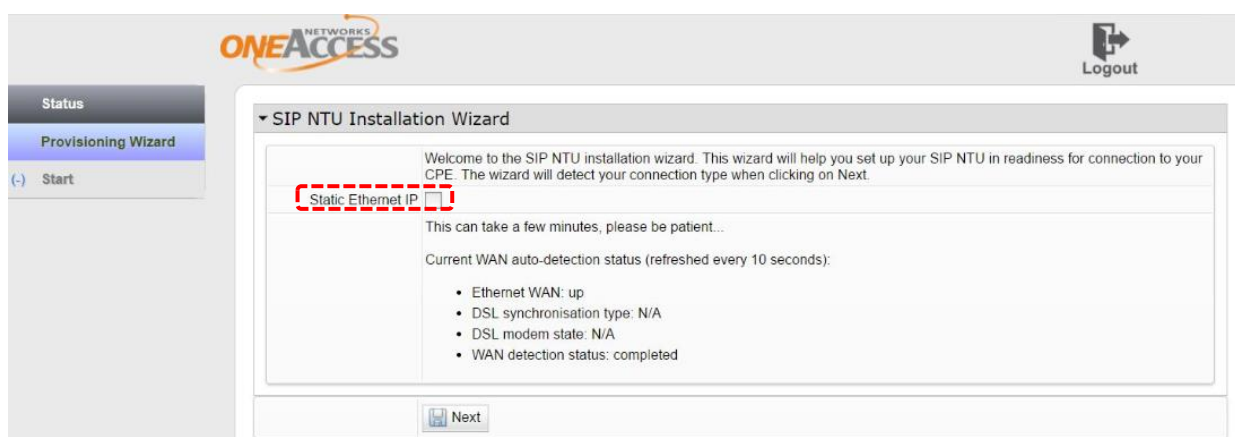 NETWORKS
ONEACCESS
Logout
Status
Provisioning Wizard
(-) Start
SIP NTU Installation Wizard
Welcome to the SIP NTU installation wizard. This wizard will help you set up your SIP NTU in readiness for connection to your
CPE. The wizard will detect your connection type when clicking on Next.
Static Ethernet IP
This can take a few minutes, please be patient...
Current WAN auto-detection status (refreshed every 10 seconds):
• Ethernet WAN: up
• DSL synchronisation type: N/A
• DSL modem state: N/A
• WAN detection status: completed
Next